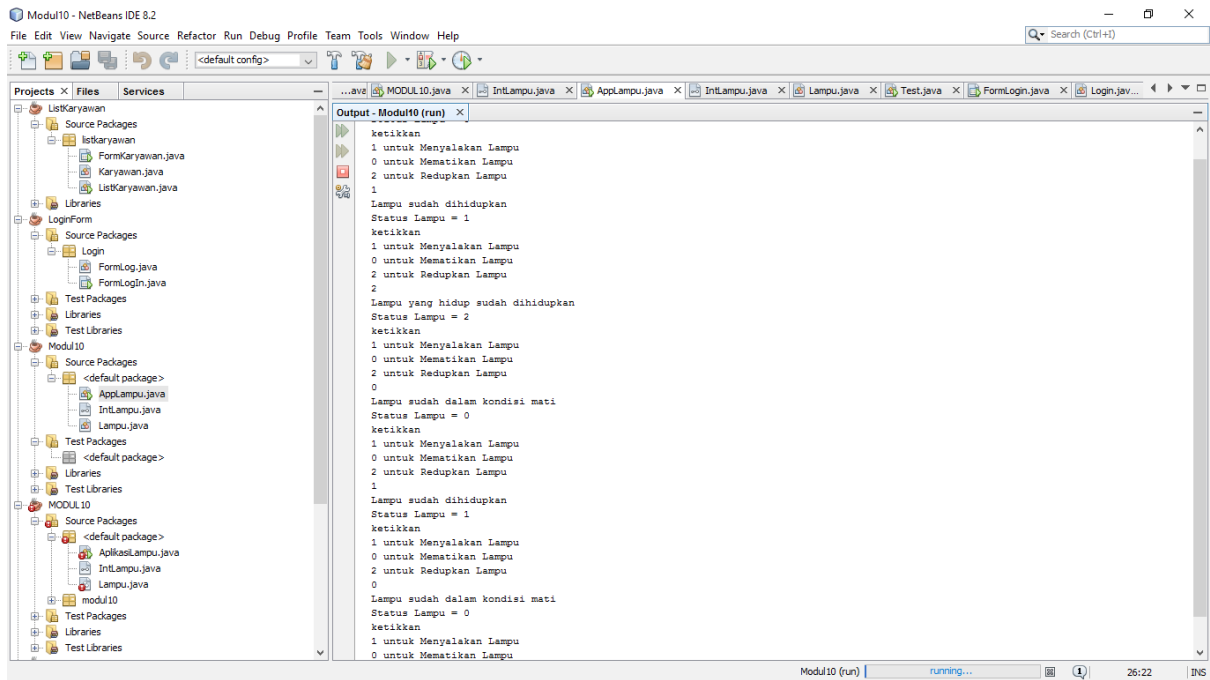 Modul10 - NetBeans IDE 8.2
File Edit View Navigate Source Refactor Run Debug Profile Team Tools Window Help
Search (Ctrl+I)
<default config>
Projects Files Services
ListKaryawan
Source Packages
listkaryawan
FormKaryawan.java
Karyawan.java
ListKaryawan.java
Libraries
LoginForm
Source Packages
Login
FormLog.java
FormLogIn.java
Test Packages
Libraries
Test Libraries
Modul10
Source Packages
<default package>
AppLampu.java
IntLampu.java
Lampu.java
Test Packages
<default package>
Libraries
Test Libraries
MODUL10
Source Packages
<default package>
AplikasiLampu.java
IntLampu.java
Lampu.java
modul10
Test Packages
Libraries
Test Libraries
...ava MODUL10.java IntLampu.java AppLampu.java IntLampu.java Lampu.java Test.java FormLogin.java Login.jav...
Output - Modul10 (run)
ketikkan
1 untuk Menyalakan Lampu
0 untuk Mematikan Lampu
2 untuk Redupkan Lampu
1
Lampu sudah dihidupkan
Status Lampu = 1
ketikkan
1 untuk Menyalakan Lampu
0 untuk Mematikan Lampu
2 untuk Redupkan Lampu
2
Lampu yang hidup sudah dihidupkan
Status Lampu = 2
ketikkan
1 untuk Menyalakan Lampu
0 untuk Mematikan Lampu
2 untuk Redupkan Lampu
0
Lampu sudah dalam kondisi mati
Status Lampu = 0
ketikkan
1 untuk Menyalakan Lampu
0 untuk Mematikan Lampu
2 untuk Redupkan Lampu
1
Lampu sudah dihidupkan
Status Lampu = 1
ketikkan
1 untuk Menyalakan Lampu
0 untuk Mematikan Lampu
2 untuk Redupkan Lampu
0
Lampu sudah dalam kondisi mati
Status Lampu = 0
ketikkan
1 untuk Menyalakan Lampu
0 untuk Mematikan Lampu
Modul10 (run) running... 1 26:22 INS